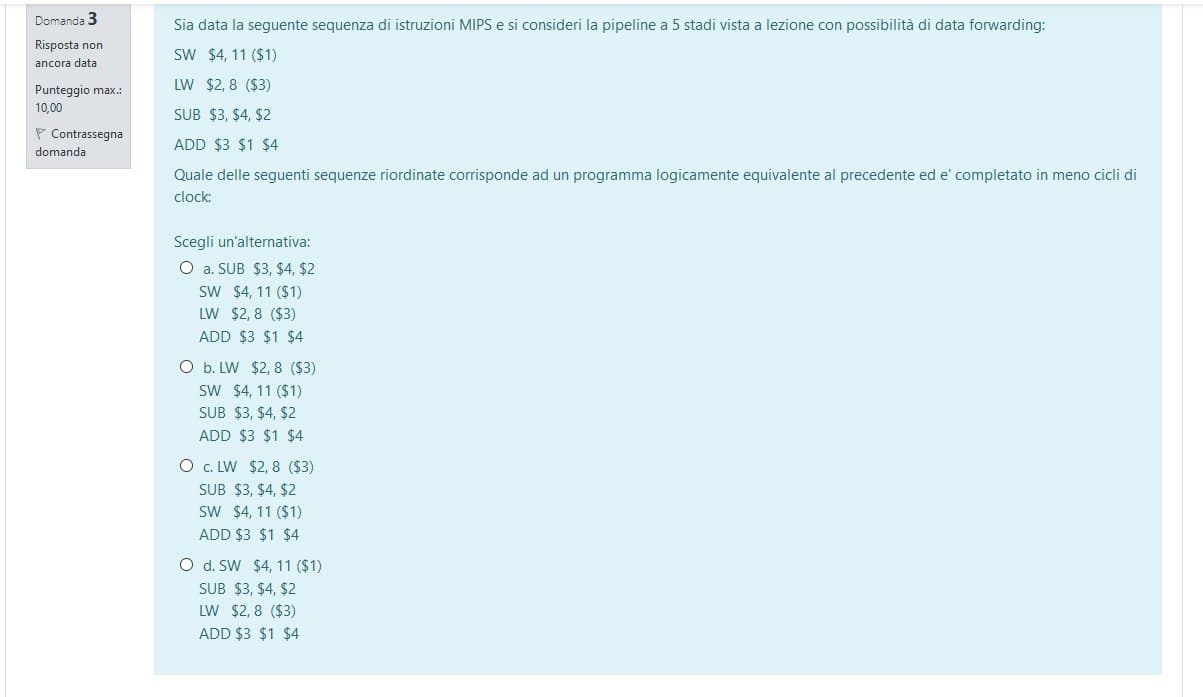 Domanda 3
Risposta non
ancora data
Punteggio max.:
10,00
Contrassegna
domanda
Sia data la seguente sequenza di istruzioni MIPS e si consideri la pipeline a 5 stadi vista a lezione con possibilità di data forwarding:
SW $4, 11 ($1)
LW $2, 8 ($3)
SUB $3, $4, $2
ADD $3 $1 $4
Quale delle seguenti sequenze riordinate corrisponde ad un programma logicamente equivalente al precedente ed e' completato in meno cicli di
clock:
Scegli un'alternativa:
a. SUB $3, $4, $2
SW $4, 11 ($1)
LW $2, 8 ($3)
ADD $3 $1 $4
b. LW $2, 8 ($3)
SW $4, 11 ($1)
SUB $3, $4, $2
ADD $3 $1 $4
c. LW $2, 8 ($3)
SUB $3, $4, $2
SW $4, 11 ($1)
ADD $3 $1 $4
d. SW $4, 11 ($1)
SUB $3, $4, $2
LW $2, 8 ($3)
ADD $3 $1 $4